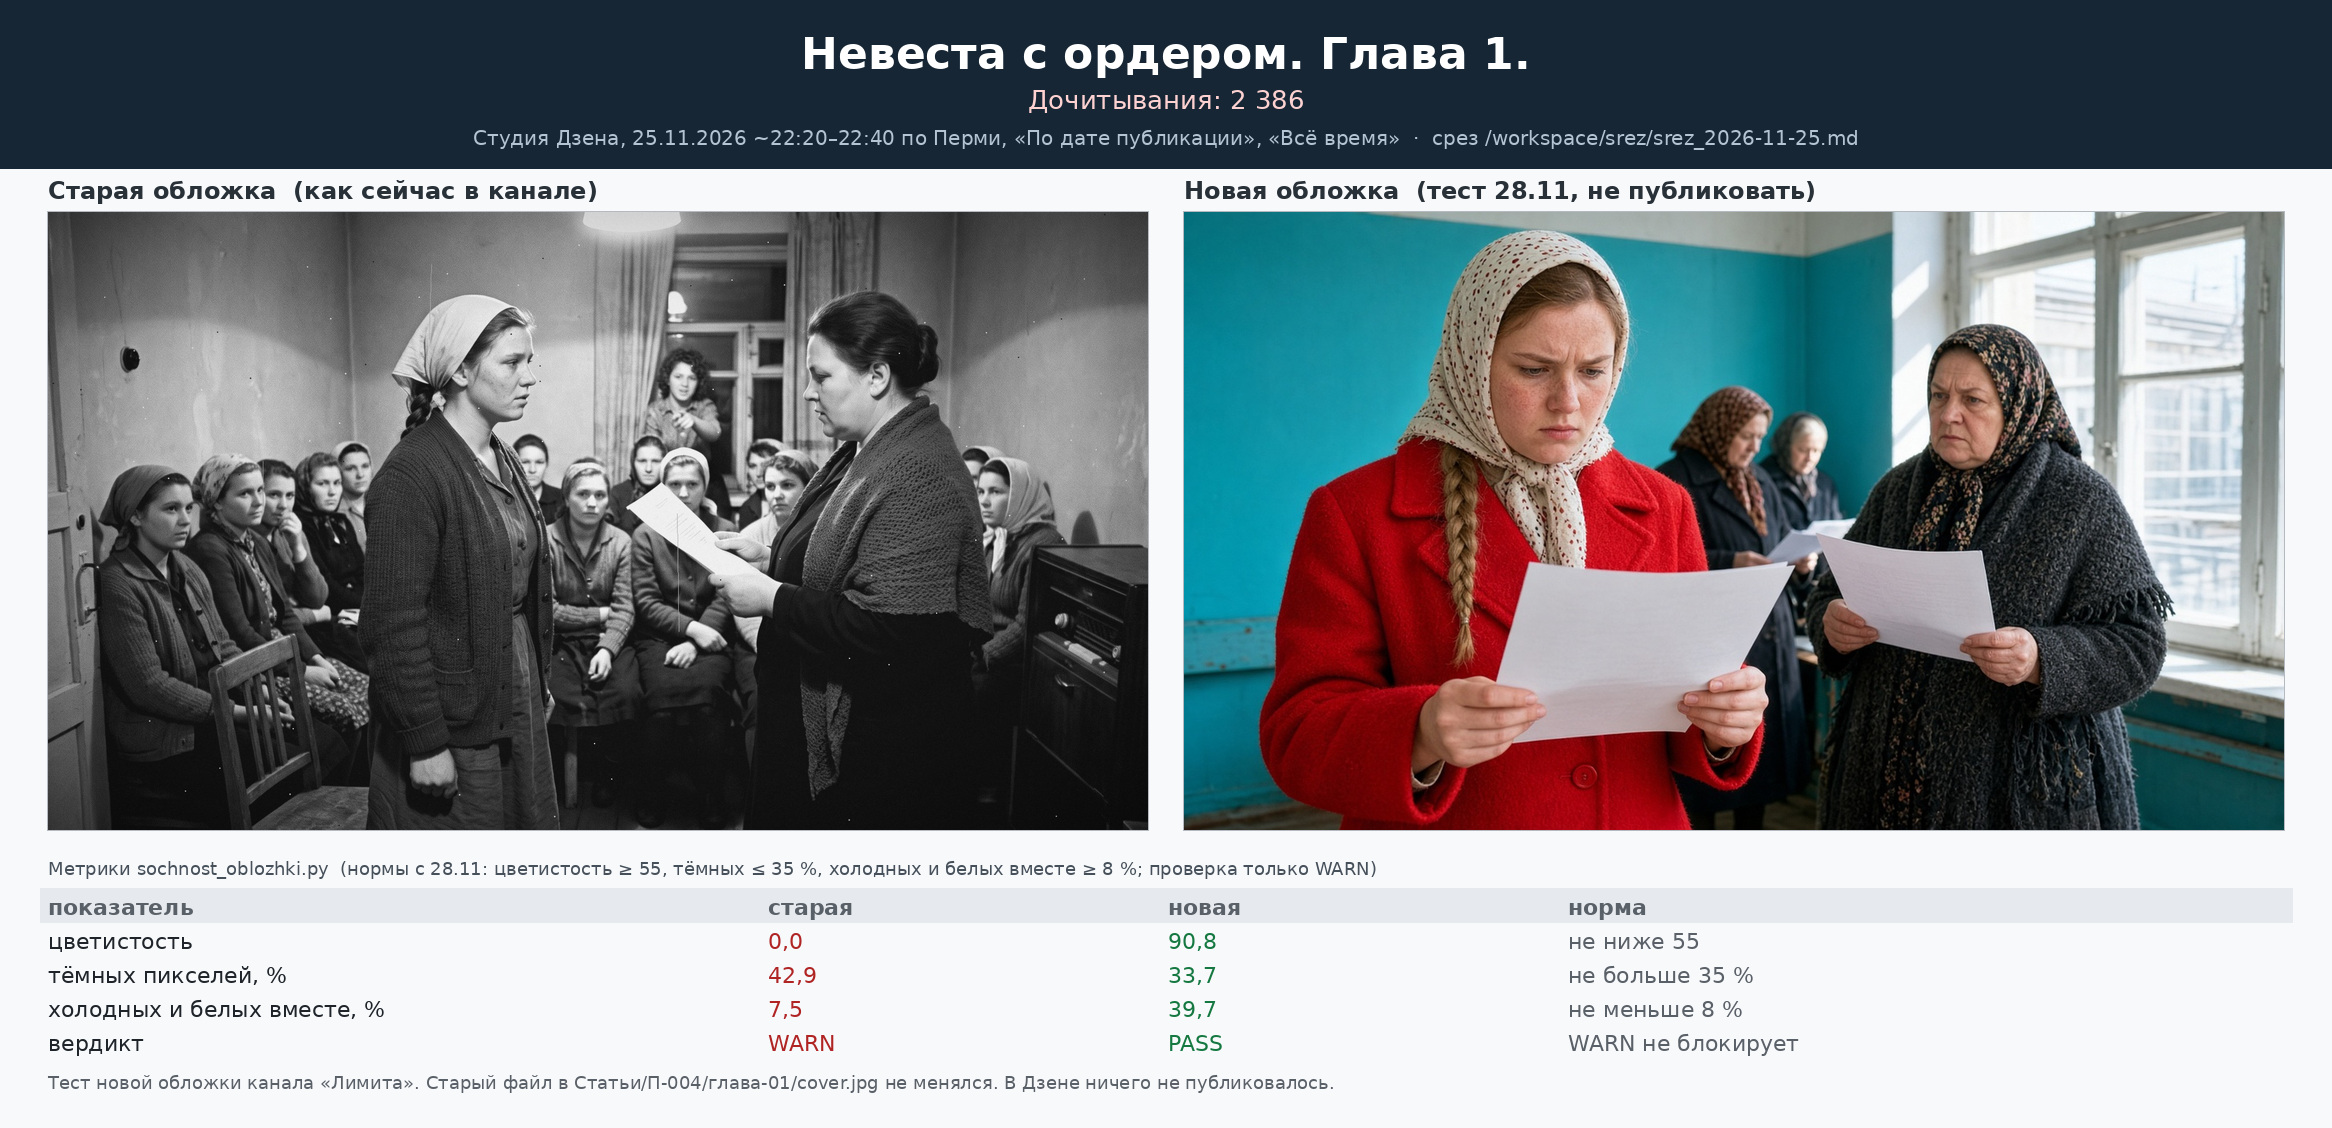 Невеста с ордером. Глава 1.
Дочитывания: 2 386
Студия Дзена, 25.11.2026 ~22:20–22:40 по Перми, «По дате публикации», «Всё время» · срез /workspace/srez/srez_2026-11-25.md
Старая обложка (как сейчас в канале)
Новая обложка (тест 28.11, не публиковать)
Метрики sochnost_oblozhki.py (нормы с 28.11: цветистость ≥ 55, тёмных ≤ 35 %, холодных и белых вместе ≥ 8 %; проверка только WARN)
показатель старая новая норма
цветистость 0,0 90,8 не ниже 55
тёмных пикселей, % 42,9 33,7 не больше 35 %
холодных и белых вместе, % 7,5 39,7 не меньше 8 %
вердикт WARN PASS WARN не блокирует
Тест новой обложки канала «Лимита». Старый файл в Статьи/П-004/глава-01/cover.jpg не менялся. В Дзене ничего не публиковалось.